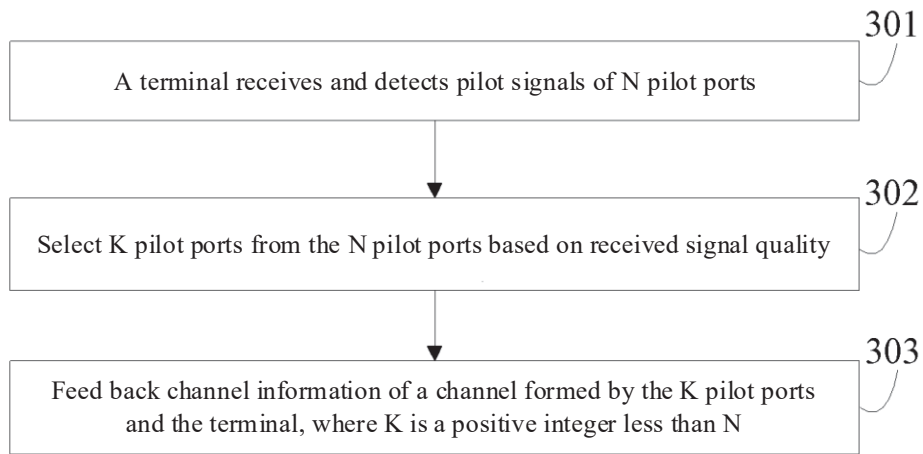 301
A terminal receives and detects pilot signals of N pilot ports
302
Select K pilot ports from the N pilot ports based on received signal quality
303
Feed back channel information of a channel formed by the K pilot ports
and the terminal, where K is a positive integer less than N